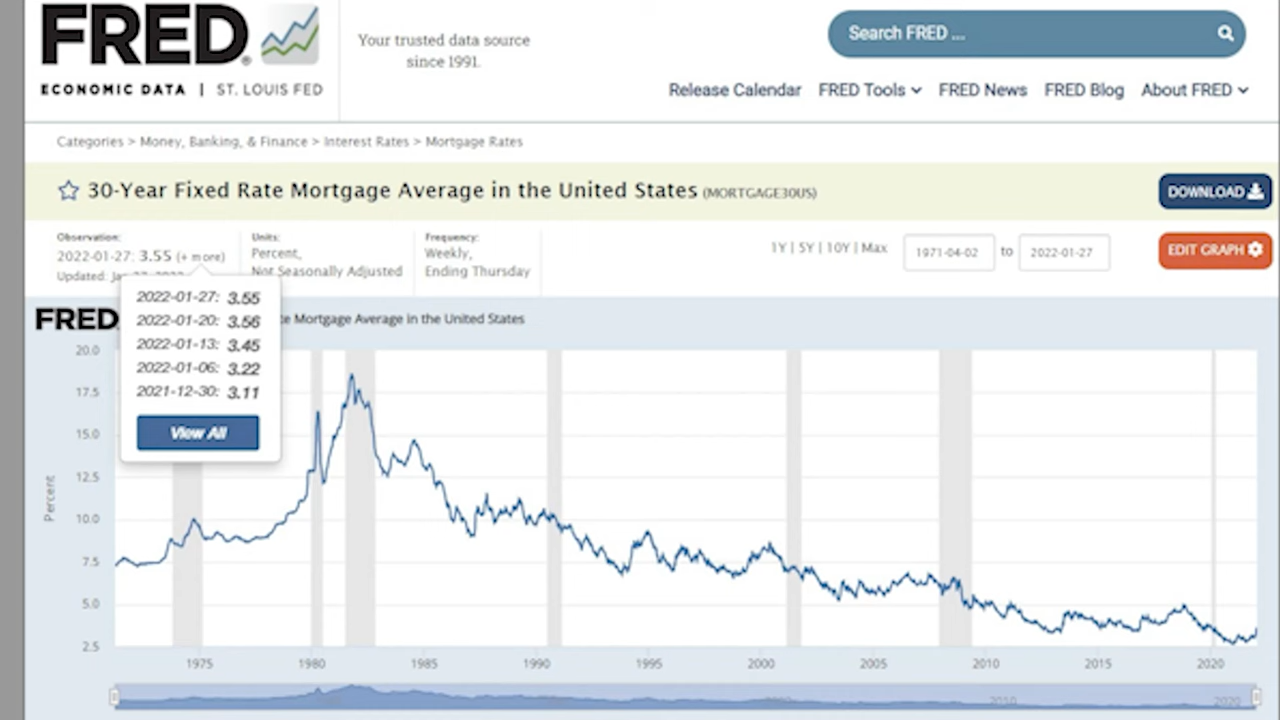 FRED®
ECONOMIC DATA | ST. LOUIS FED
Your trusted data source
since 1991.
Search FRED ...
Release Calendar FRED Tools FRED News FRED Blog About FRED
Categories > Money, Banking, & Finance > Interest Rates > Mortgage Rates
30-Year Fixed Rate Mortgage Average in the United States (MORTGAGE30US)
DOWNLOAD
Observation:
2022-01-27: 3.55 (+ more)
Updated:
Units:
Percent,
Not Seasonally Adjusted
Frequency:
Weekly,
Ending Thursday
1Y | 5Y | 10Y | Max
1971-04-02 to 2022-01-27
EDIT GRAPH
2022-01-27: 3.55
2022-01-20: 3.56
2022-01-13: 3.45
2022-01-06: 3.22
2021-12-30: 3.11
View All
FRED
Mortgage Average in the United States
Percent
20.0
17.5
15.0
12.5
10.0
7.5
5.0
2.5
1975 1980 1985 1990 1995 2000 2005 2010 2015 2020
2010 2020